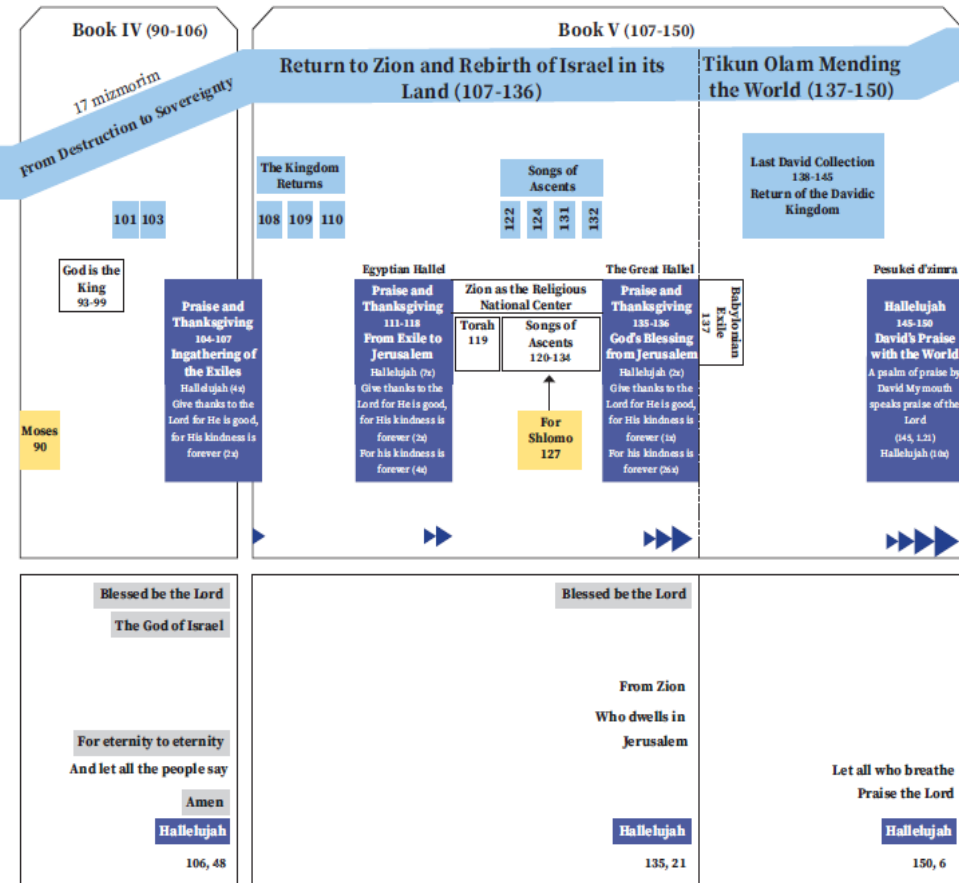 Book IV (90-106)
17 mizmorim
From Destruction to Sovereignty
101 103
God is the
King
93-99
Moses
90
Praise and
Thanksgiving
104-107
Ingathering of
the Exiles
Hallelujah (4x)
Give thanks to the
Lord for He is good,
for His kindness is
forever (2x)
Book V (107-150)
Return to Zion and Rebirth of Israel in its
Land (107-136)
The Kingdom
Returns
108 109 110
Songs of
Ascents
122 124 131 132
Egyptian Hallel
Praise and
Thanksgiving
111-118
From Exile to
Jerusalem
Hallelujah (7x)
Give thanks to the
Lord for He is good,
for His kindness is
forever (2x)
For his kindness is
forever (4x)
Zion as the Religious
National Center
Torah
119
Songs of
Ascents
120-134
For
Shlomo
127
The Great Hallel
Praise and
Thanksgiving
135-136
God's Blessing
from Jerusalem
Hallelujah (2x)
Give thanks to the
Lord for He is good,
for His kindness is
forever (1x)
For his kindness is
forever (26x)
Tikun Olam Mending
the World (137-150)
Babylonian
Exile
137
Last David Collection
138-145
Return of the Davidic
Kingdom
Pesukei d'zimra
Hallelujah
145-150
David's Praise
with the World
A psalm of praise by
David My mouth
speaks praise of the
Lord
(145, 1.21)
Hallelujah (10x)
Blessed be the Lord
The God of Israel
For eternity to eternity
And let all the people say
Amen
Hallelujah
106, 48
Blessed be the Lord
From Zion
Who dwells in
Jerusalem
Hallelujah
135, 21
Let all who breathe
Praise the Lord
Hallelujah
150, 6